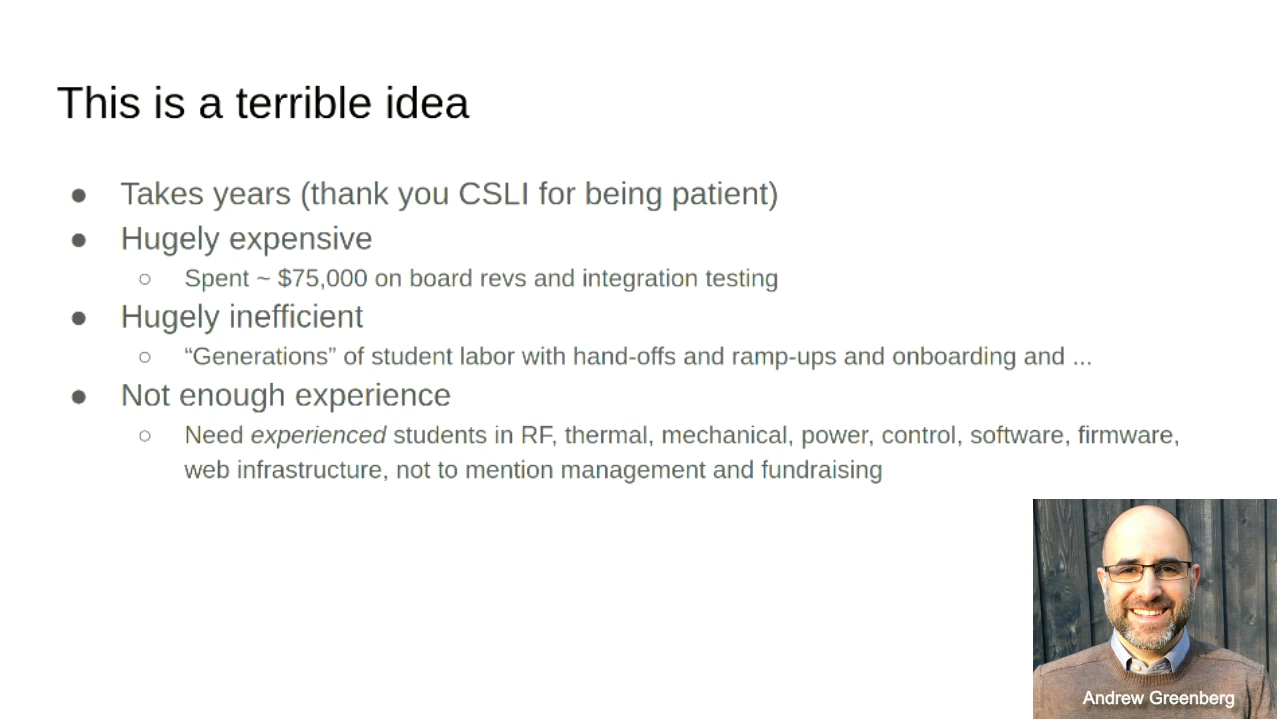 This is a terrible idea
● Takes years (thank you CSLI for being patient)
● Hugely expensive
○ Spent ~ $75,000 on board revs and integration testing
● Hugely inefficient
○ “Generations” of student labor with hand-offs and ramp-ups and onboarding and ...
● Not enough experience
○ Need experienced students in RF, thermal, mechanical, power, control, software, firmware,
web infrastructure, not to mention management and fundraising
Andrew Greenberg